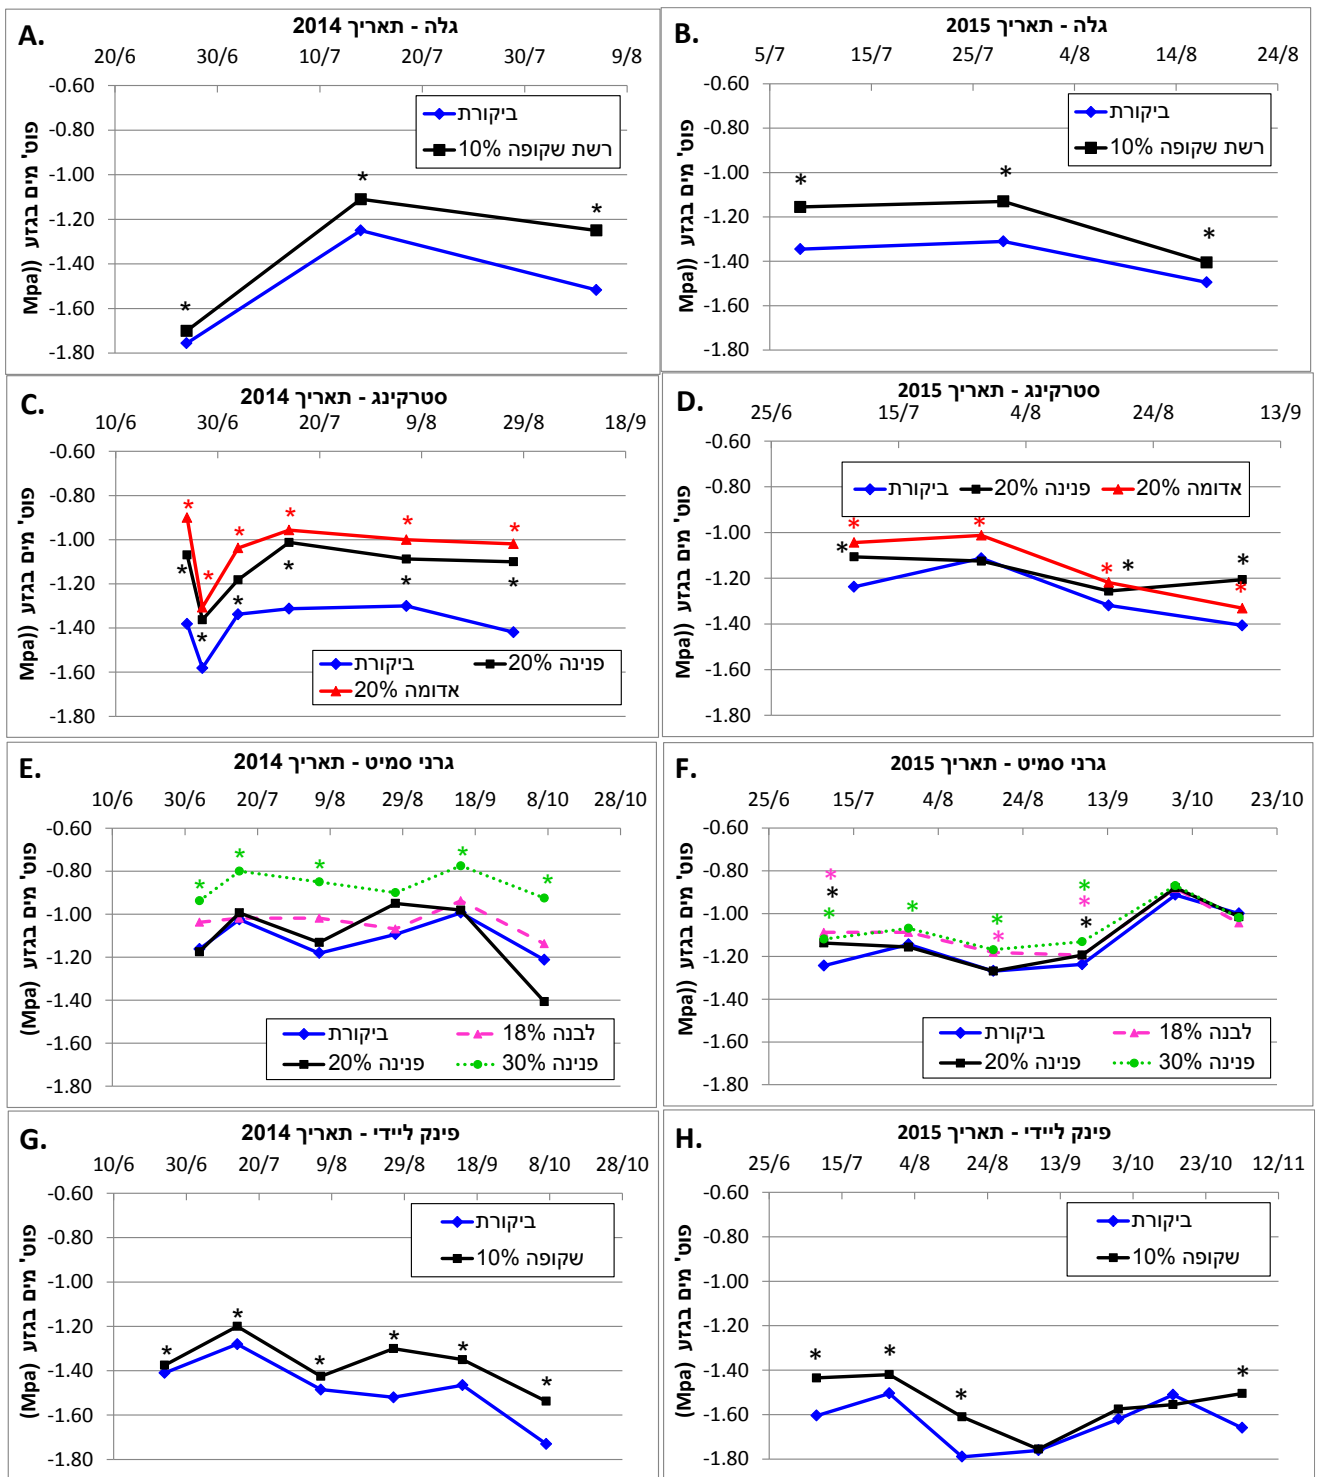 A.
גלה - תאריך 2014
20/6 30/6 10/7 20/7 30/7 9/8
-0.60
-0.80
-1.00
-1.20
-1.40
-1.60
-1.80
פוט' מים בגזע ((Mpa
ביקורת
רשת שקופה 10%
* * *
B.
גלה - תאריך 2015
5/7 15/7 25/7 4/8 14/8 24/8
-0.60
-0.80
-1.00
-1.20
-1.40
-1.60
-1.80
פוט' מים בגזע ((Mpa
ביקורת
רשת שקופה 10%
* * *
C.
סטרקינג - תאריך 2014
10/6 30/6 20/7 9/8 29/8 18/9
-0.60
-0.80
-1.00
-1.20
-1.40
-1.60
-1.80
פוט' מים בגזע ((Mpa
* * * * * *
* * * * * *
ביקורת
פנינה 20%
אדומה 20%
D.
סטרקינג - תאריך 2015
25/6 15/7 4/8 24/8 13/9
-0.60
-0.80
-1.00
-1.20
-1.40
-1.60
-1.80
פוט' מים בגזע ((Mpa
ביקורת
פנינה 20%
אדומה 20%
* * * *
* * *
E.
גרני סמיט - תאריך 2014
10/6 30/6 20/7 9/8 29/8 18/9 8/10 28/10
-0.60
-0.80
-1.00
-1.20
-1.40
-1.60
-1.80
פוט' מים בגזע (Mpa)
* * * * *
ביקורת
לבנה 18%
פנינה 20%
פנינה 30%
F.
גרני סמיט - תאריך 2015
25/6 15/7 4/8 24/8 13/9 3/10 23/10
-0.60
-0.80
-1.00
-1.20
-1.40
-1.60
-1.80
פוט' מים בגזע ((Mpa
* * *
*
* *
* * *
ביקורת
לבנה 18%
פנינה 20%
פנינה 30%
G.
פינק ליידי - תאריך 2014
10/6 30/6 20/7 9/8 29/8 18/9 8/10 28/10
-0.60
-0.80
-1.00
-1.20
-1.40
-1.60
-1.80
פוט' מים בגזע (Mpa)
ביקורת
שקופה 10%
* * * * * *
H.
פינק ליידי - תאריך 2015
25/6 15/7 4/8 24/8 13/9 3/10 23/10 12/11
-0.60
-0.80
-1.00
-1.20
-1.40
-1.60
-1.80
פוט' מים בגזע (Mpa)
ביקורת
שקופה 10%
* * * *